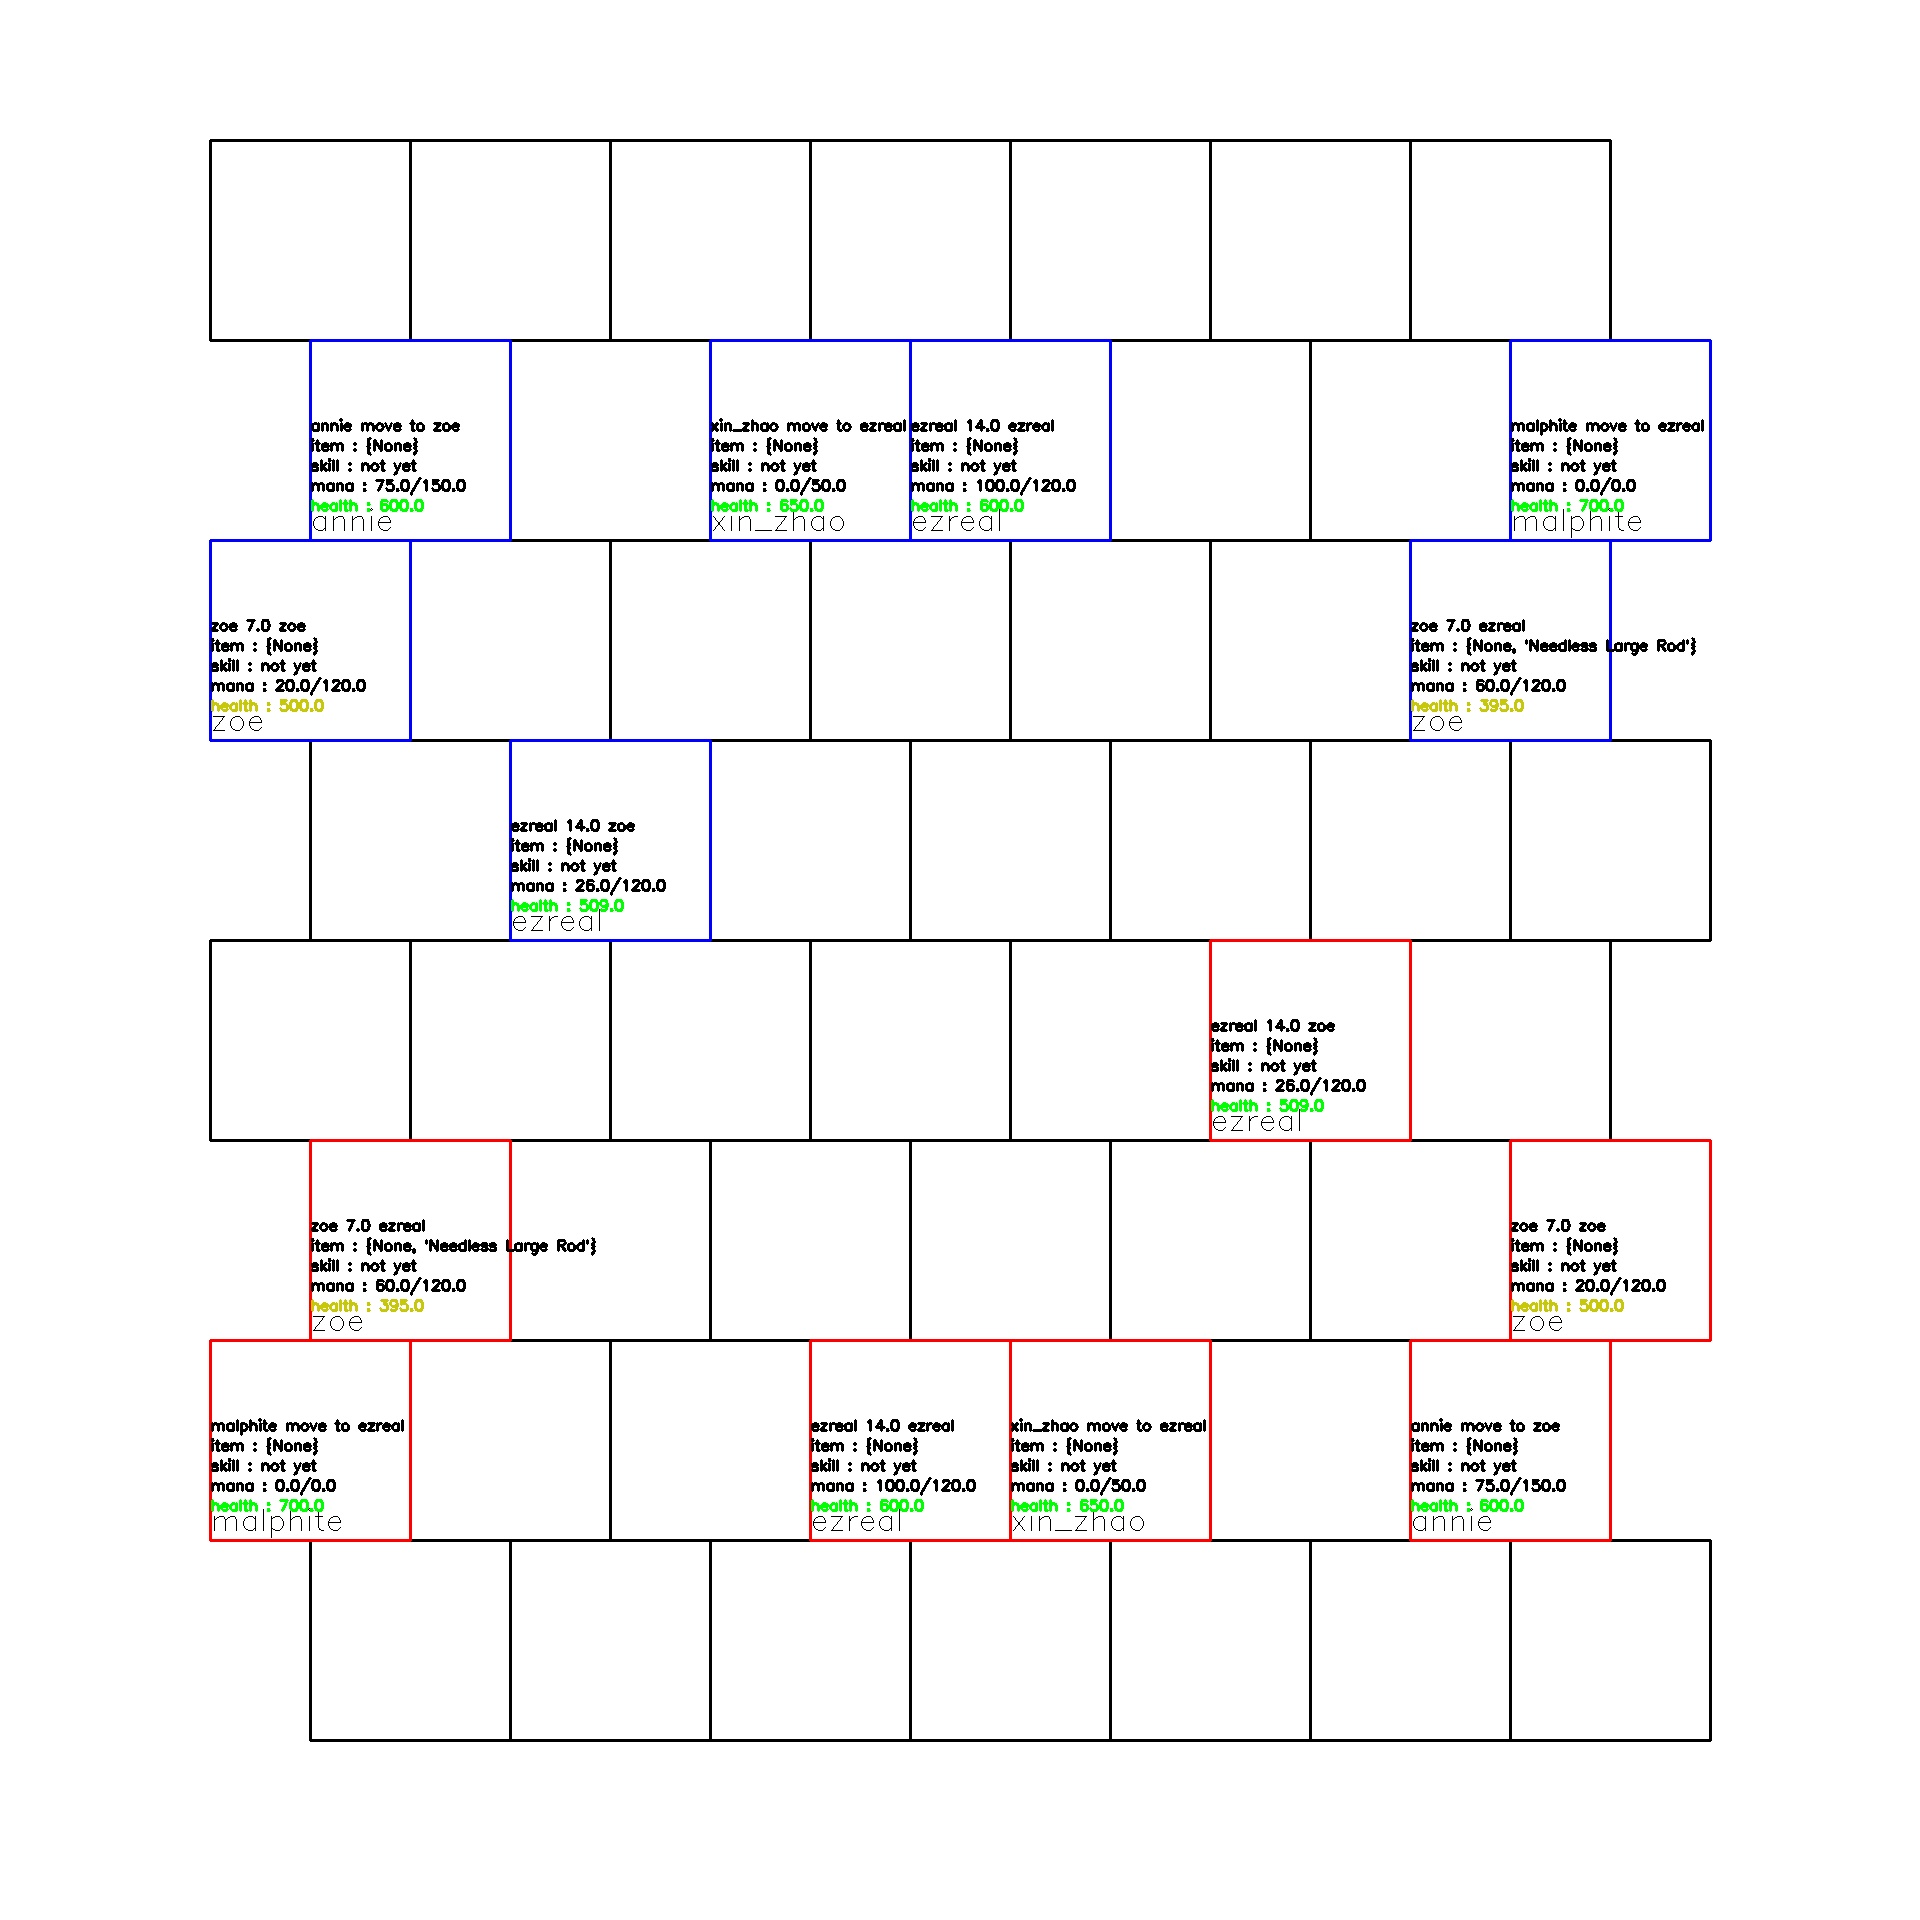 annie move to zoe
item : {None}
skill : not yet
mana : 75.0/150.0
health : 600.0
annie
xin_zhao move to ezreal
item : {None}
skill : not yet
mana : 0.0/50.0
health : 650.0
xin_zhao
ezreal 14.0 ezreal
item : {None}
skill : not yet
mana : 100.0/120.0
health : 600.0
ezreal
malphite move to ezreal
item : {None}
skill : not yet
mana : 0.0/0.0
health : 700.0
malphite
zoe 7.0 zoe
item : {None}
skill : not yet
mana : 20.0/120.0
health : 500.0
zoe
zoe 7.0 ezreal
item : {None, 'Needless Large Rod'}
skill : not yet
mana : 60.0/120.0
health : 395.0
zoe
ezreal 14.0 zoe
item : {None}
skill : not yet
mana : 26.0/120.0
health : 509.0
ezreal
ezreal 14.0 zoe
item : {None}
skill : not yet
mana : 26.0/120.0
health : 509.0
ezreal
zoe 7.0 ezreal
item : {None, 'Needless Large Rod'}
skill : not yet
mana : 60.0/120.0
health : 395.0
zoe
zoe 7.0 zoe
item : {None}
skill : not yet
mana : 20.0/120.0
health : 500.0
zoe
malphite move to ezreal
item : {None}
skill : not yet
mana : 0.0/0.0
health : 700.0
malphite
ezreal 14.0 ezreal
item : {None}
skill : not yet
mana : 100.0/120.0
health : 600.0
ezreal
xin_zhao move to ezreal
item : {None}
skill : not yet
mana : 0.0/50.0
health : 650.0
xin_zhao
annie move to zoe
item : {None}
skill : not yet
mana : 75.0/150.0
health : 600.0
annie